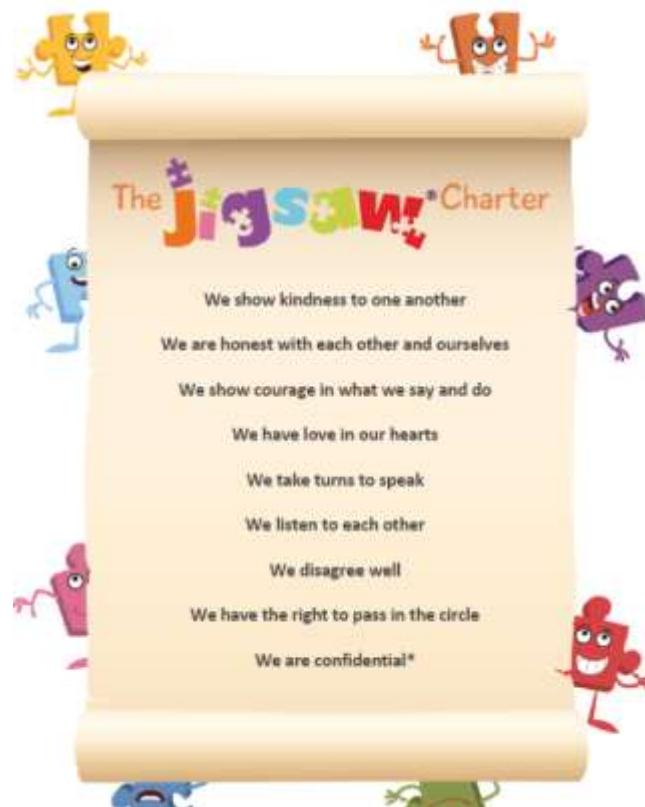 The jigsaw® Charter
We show kindness to one another
We are honest with each other and ourselves
We show courage in what we say and do
We have love in our hearts
We take turns to speak
We listen to each other
We disagree well
We have the right to pass in the circle
We are confidential*